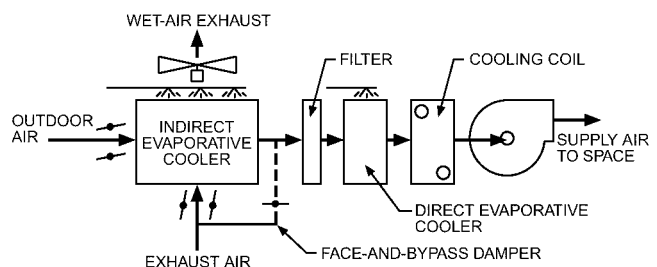 WET-AIR EXHAUST
FILTER
COOLING COIL
OUTDOOR
AIR
INDIRECT
EVAPORATIVE
COOLER
SUPPLY AIR
TO SPACE
DIRECT EVAPORATIVE
COOLER
FACE-AND-BYPASS DAMPER
EXHAUST AIR